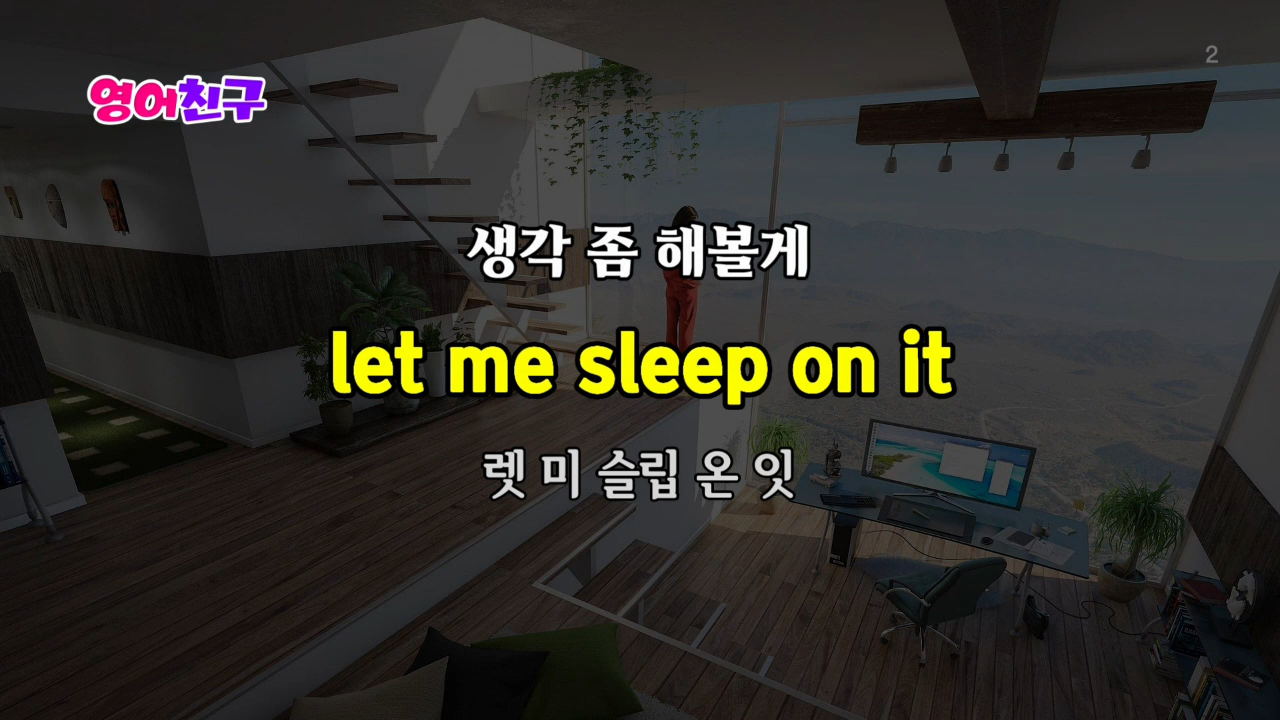 2
영어친구
생각 좀 해볼게
let me sleep on it
렛 미 슬립 온 잇